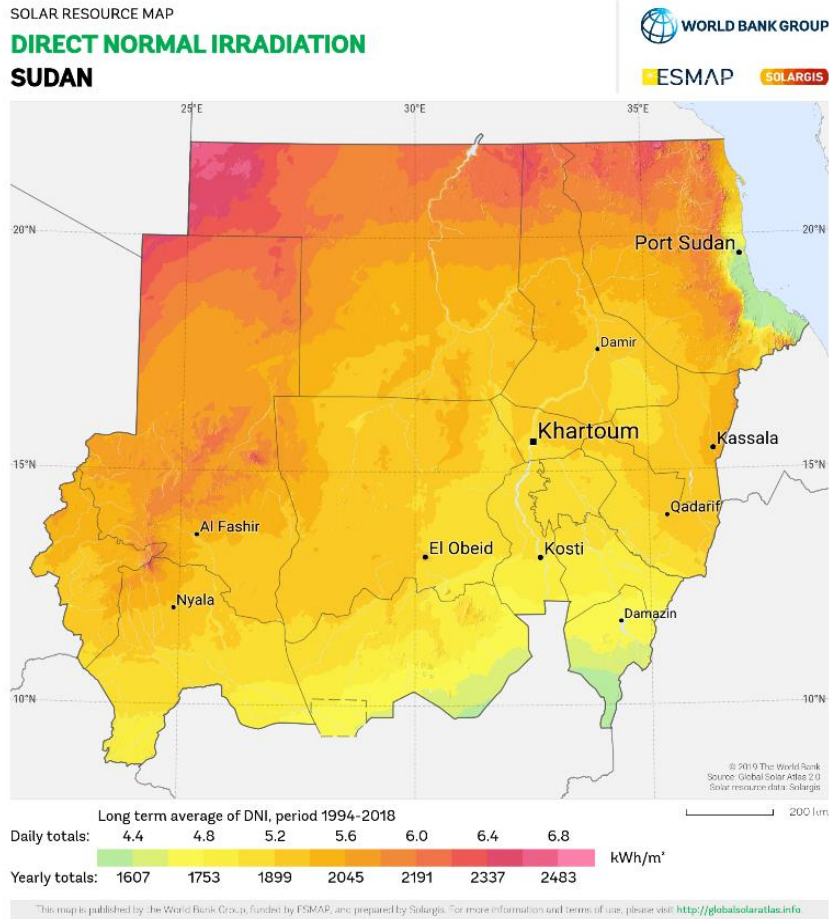 SOLAR RESOURCE MAP
DIRECT NORMAL IRRADIATION
SUDAN
WORLD BANK GROUP
ESMAP
SOLARGIS
25°E 30°E 35°E
20°N 20°N
Port Sudan
Damir
Khartoum
Kassala
15°N 15°N
Qadarif
Al Fashir
El Obeid
Kosti
Nyala
Damazin
10°N 10°N
© 2019 The World Bank
Source: Global Solar Atlas 2.0
Solar resource data: Solargis
200 km
Long term average of DNI, period 1994-2018
Daily totals: 4.4 4.8 5.2 5.6 6.0 6.4 6.8
kWh/m²
Yearly totals: 1607 1753 1899 2045 2191 2337 2483
This map is published by the World Bank Group, funded by ESMAP, and prepared by Solargis. For more information and terms of use, please visit http://globalsolaratlas.info.